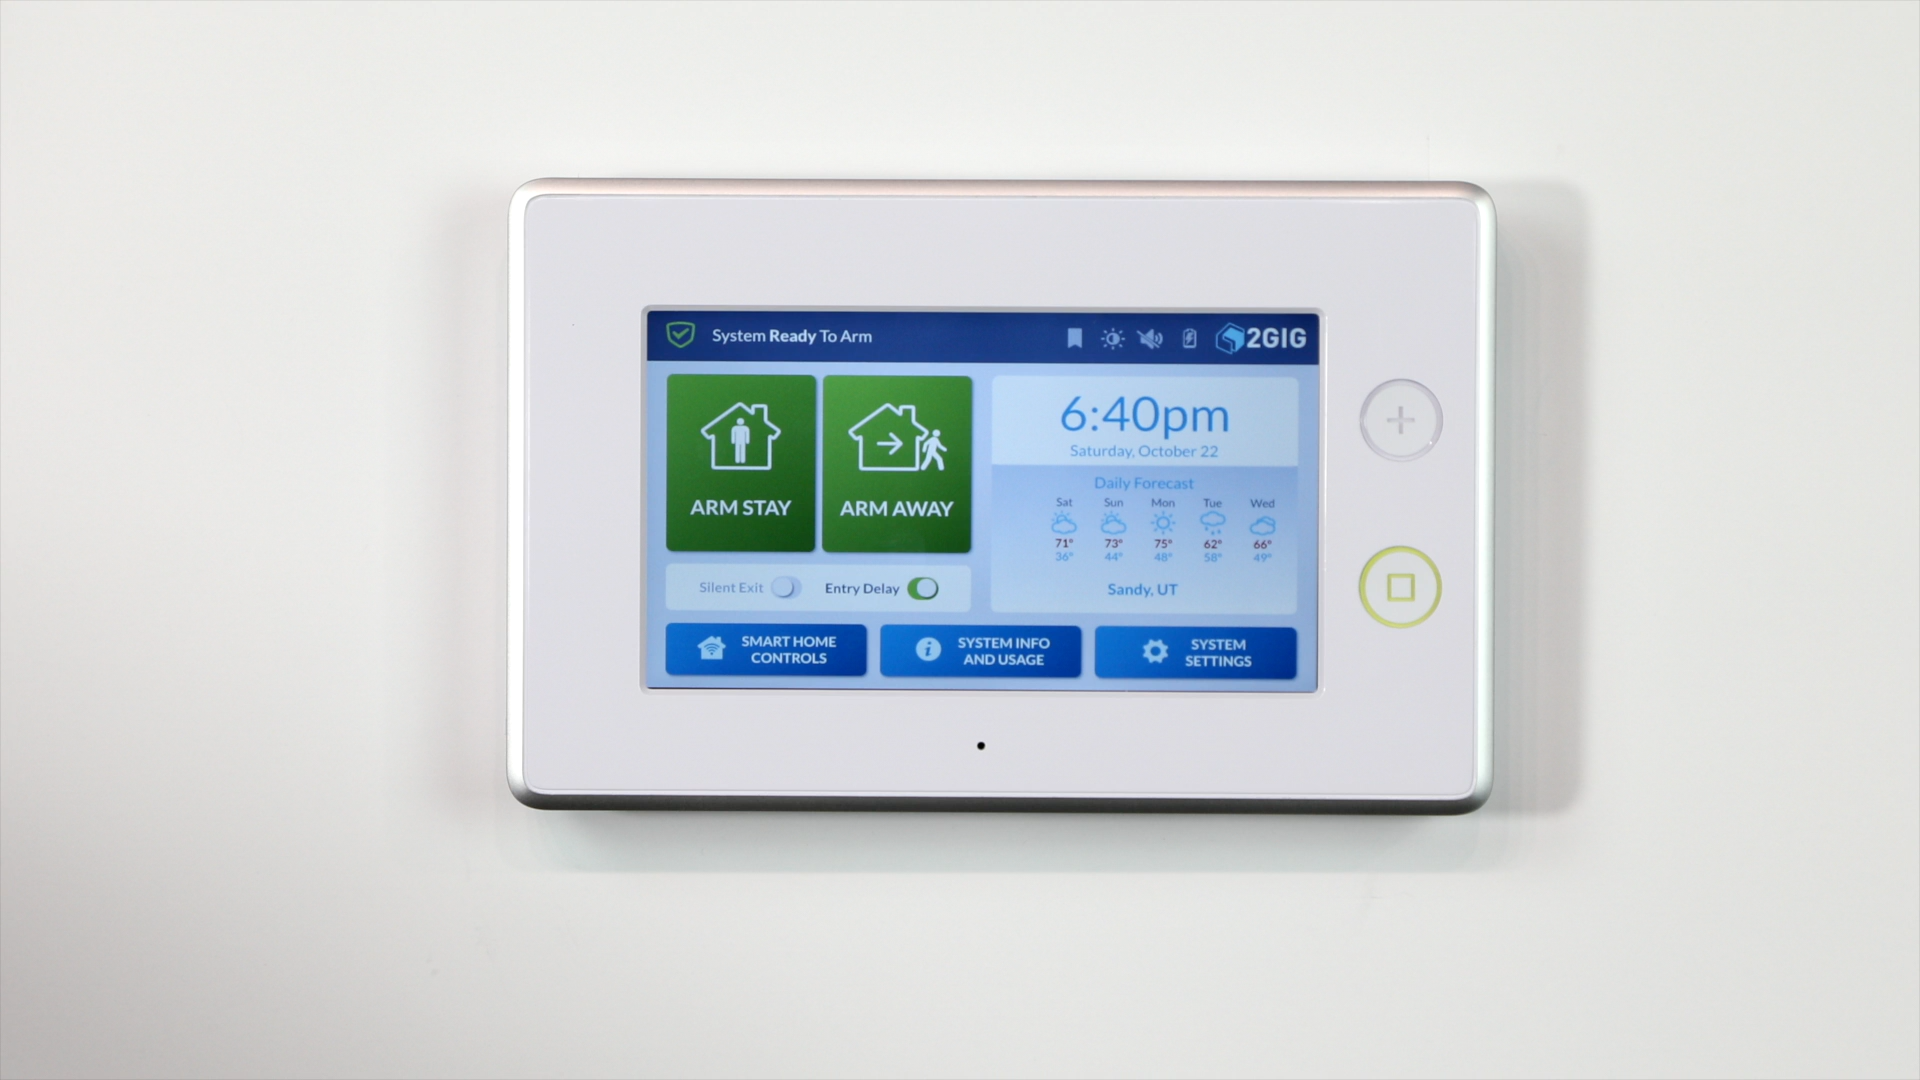 System Ready To Arm
2GIG
ARM STAY
ARM AWAY
6:40pm
Saturday, October 22
Daily Forecast
Sat Sun Mon Tue Wed
71° 73° 75° 62° 66°
36° 44° 48° 58° 49°
Sandy, UT
Silent Exit
Entry Delay
SMART HOME
CONTROLS
SYSTEM INFO
AND USAGE
SYSTEM
SETTINGS